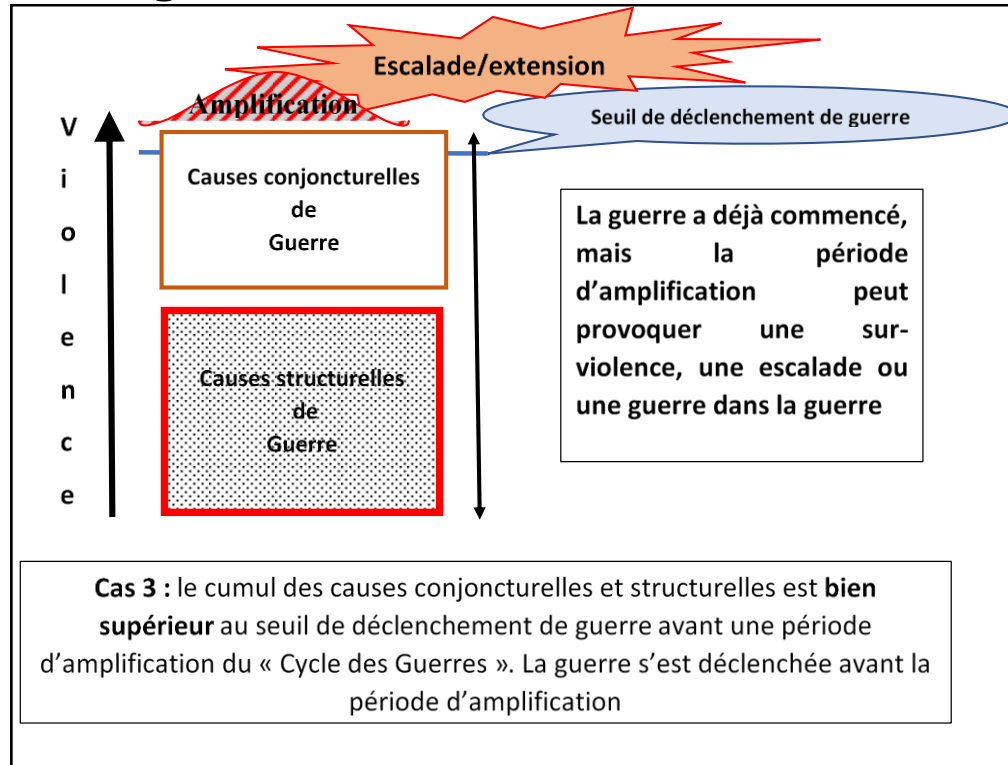 Escalade/extension
Amplification
Seuil de déclenchement de guerre
Violence
Causes conjoncturelles
de
Guerre
La guerre a déjà commencé,
mais la période
d’amplification peut
provoquer une sur-
violence, une escalade ou
une guerre dans la guerre
Causes structurelles
de
Guerre
Cas 3 : le cumul des causes conjoncturelles et structurelles est bien
supérieur au seuil de déclenchement de guerre avant une période
d’amplification du « Cycle des Guerres ». La guerre s’est déclenchée avant la
période d’amplification